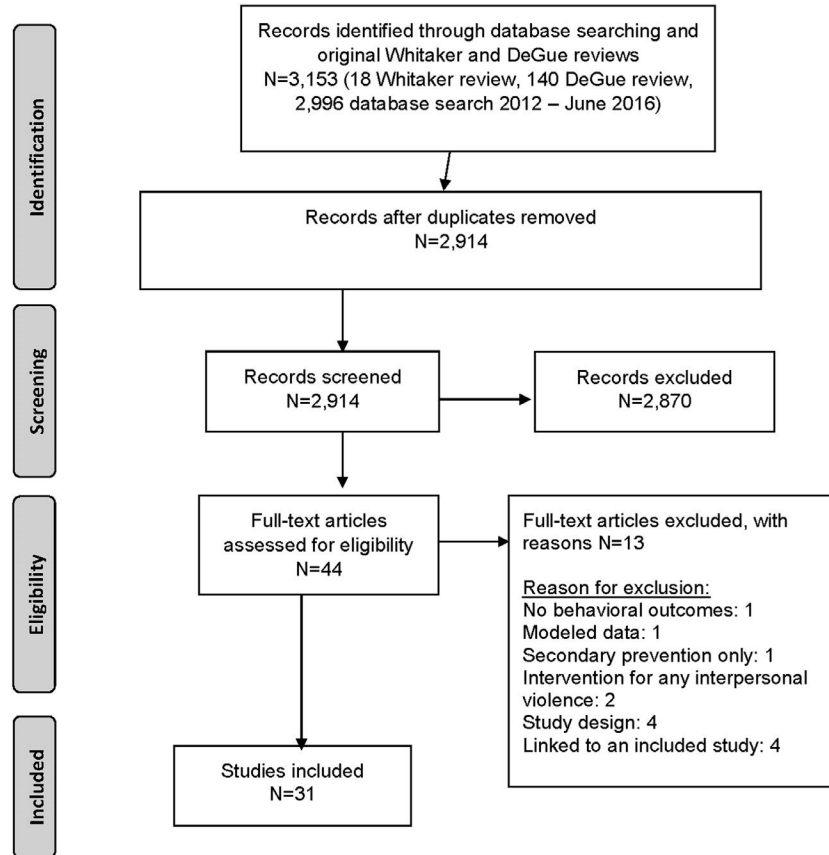 Identification
Records identified through database searching and
original Whitaker and DeGue reviews
N=3,153 (18 Whitaker review, 140 DeGue review,
2,996 database search 2012 – June 2016)
Records after duplicates removed
N=2,914
Screening
Records screened
N=2,914
Records excluded
N=2,870
Eligibility
Full-text articles
assessed for eligibility
N=44
Full-text articles excluded, with
reasons N=13
Reason for exclusion:
No behavioral outcomes: 1
Modeled data: 1
Secondary prevention only: 1
Intervention for any interpersonal
violence: 2
Study design: 4
Linked to an included study: 4
Included
Studies included
N=31